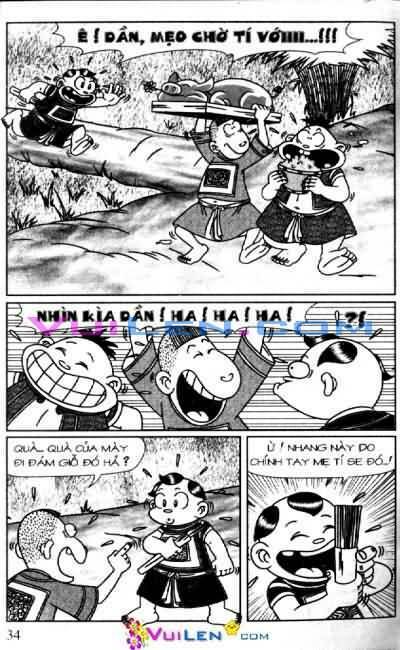 Ê ! DẦN, MẸO CHỜ TÍ VỚIIIII...!!!
NHÌN KÌA DẦN ! HA ! HA ! HA !
?!
VUILEN.COM
QUÀ... QUÀ CỦA MÀY
ĐI ĐÁM GIỖ ĐÓ HẢ ?
Ừ ! NHANG NÀY DO
CHÍNH TAY MẸ TÍ SE ĐÓ..!
34
VUILEN.COM